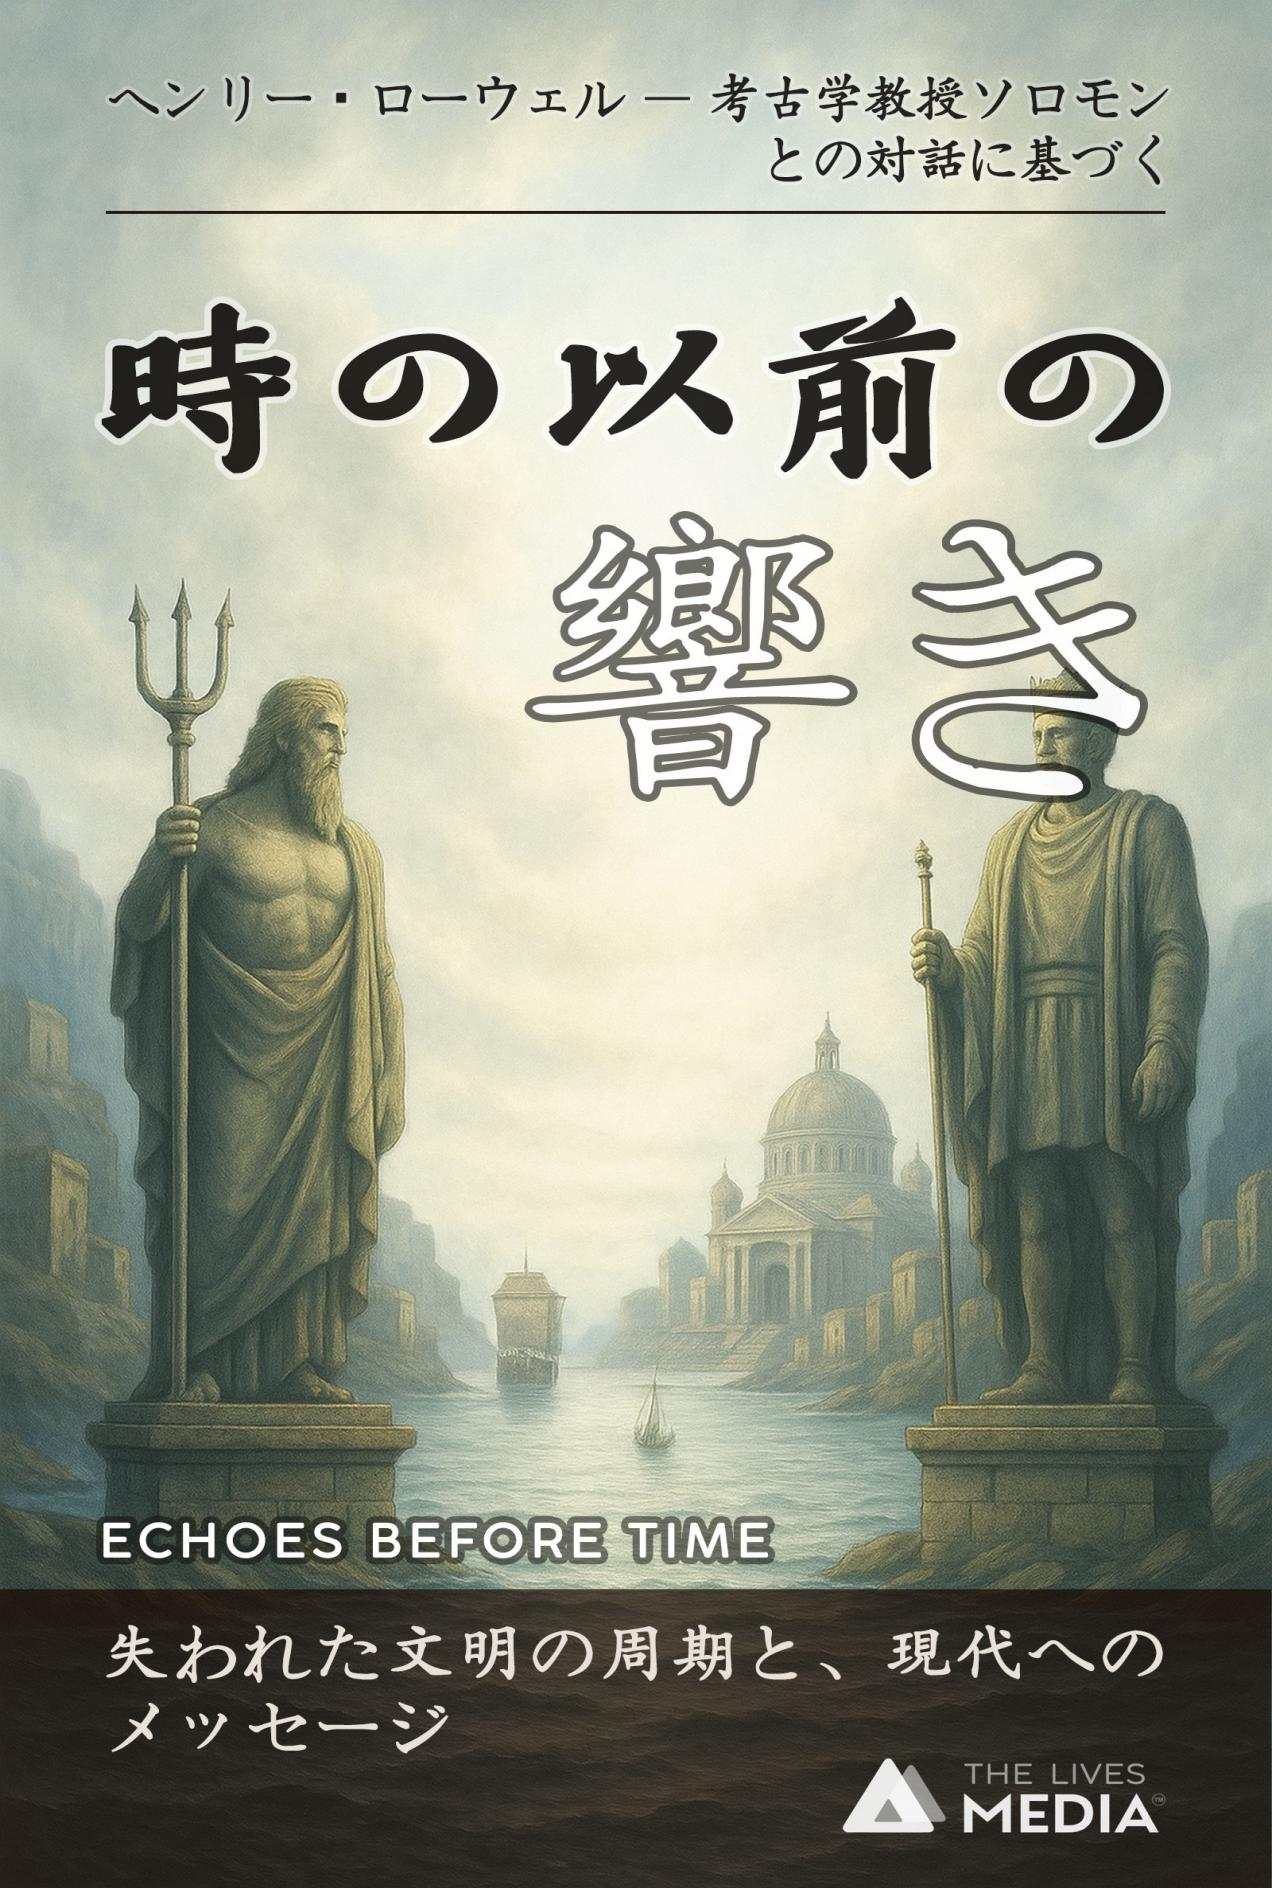 ヘンリー・ローウェル — 考古学教授ソロモン
との対話に基づく
時の以前の
響き
ECHOES BEFORE TIME
失われた文明の周期と、現代への
メッセージ
THE LIVES
MEDIA™